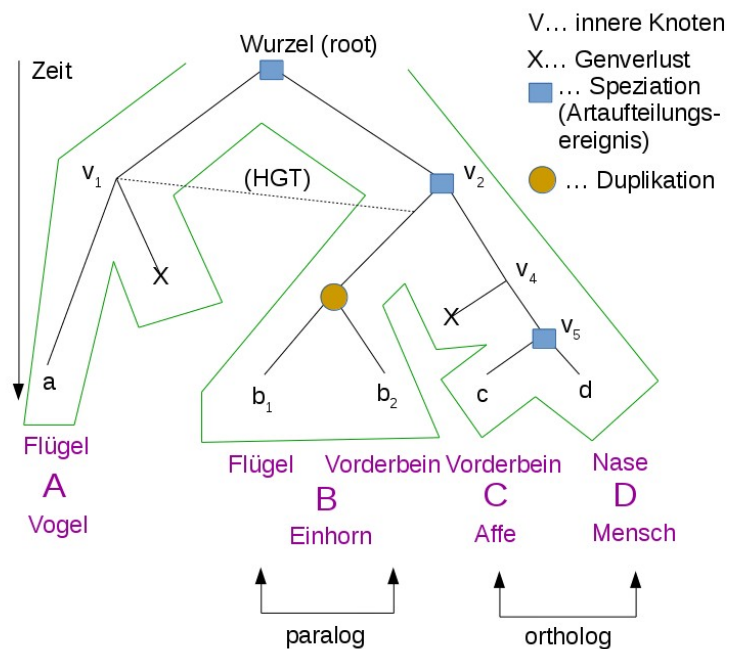 Wurzel (root)
Zeit
V... innere Knoten
X... Genverlust
... Speziation
(Artaufteilungs-
ereignis)
... Duplikation
v1
(HGT)
v2
X
v4
X
v5
a
b1
b2
c
d
Flügel
A
Vogel
Flügel Vorderbein
B
Einhorn
Vorderbein
C
Affe
Nase
D
Mensch
paralog
ortholog